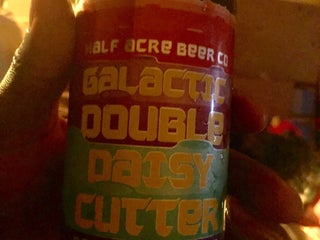 HALF ACRE BEER CO
GALACTIC
DOUBLE
DAISY
CUTTER